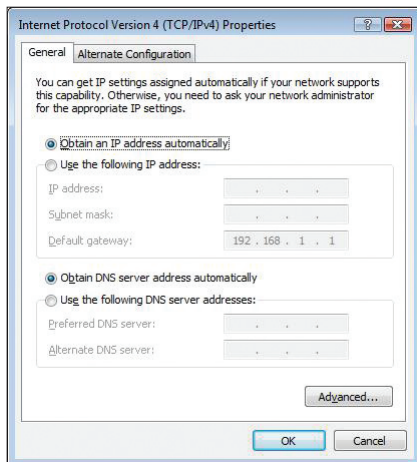 Internet Protocol Version 4 (TCP/IPv4) Properties
General
Alternate Configuration
You can get IP settings assigned automatically if your network supports
this capability. Otherwise, you need to ask your network administrator
for the appropriate IP settings.
Obtain an IP address automatically
Use the following IP address:
IP address:
. . .
Subnet mask:
. . .
Default gateway:
192 . 168 . 1 . 1
Obtain DNS server address automatically
Use the following DNS server addresses:
Preferred DNS server:
. . .
Alternate DNS server:
. . .
Advanced...
OK
Cancel